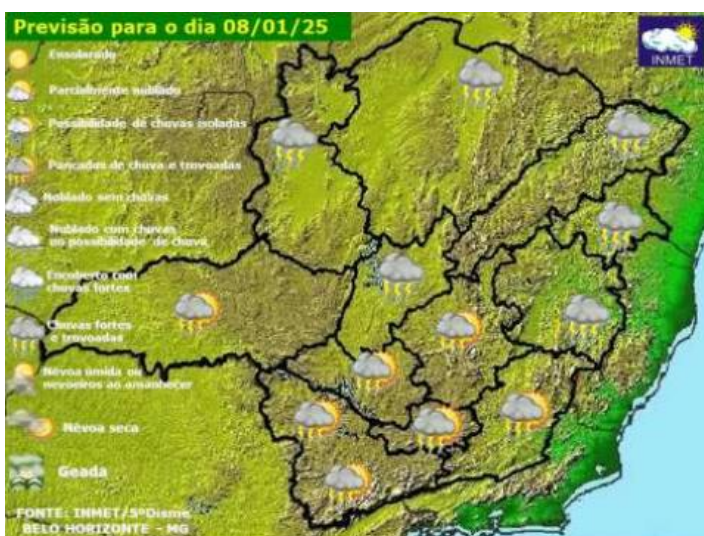 Previsão para o dia 08/01/25
INMET
Ensolarado
Parcialmente nublado
Possibilidade de chuvas isoladas
Pancadas de chuva e trovoadas
Nublado sem chuvas
Nublado com chuvas
ou possibilidade de chuva
Encoberto com
chuvas fortes
Chuvas fortes
e trovoadas
Névoa úmida ou
nevoeiros ao amanhecer
Névoa seca
Geada
FONTE: INMET/5ºDisme
BELO HORIZONTE - MG